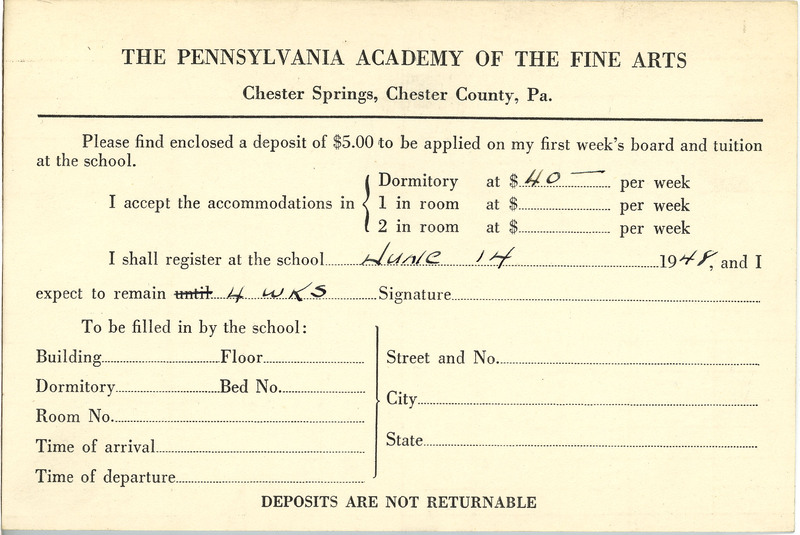 THE PENNSYLVANIA ACADEMY OF THE FINE ARTS
Chester Springs, Chester County, Pa.
Please find enclosed a deposit of $5.00 to be applied on my first week's board and tuition
at the school.
Dormitory at $ 40 — per week
I accept the accommodations in { 1 in room at $ per week
2 in room at $ per week
I shall register at the school June 14 1948, and I
expect to remain until 4 WKS Signature
To be filled in by the school:
Building Floor Street and No.
Dormitory Bed No.
City
Room No.
Time of arrival State
Time of departure
DEPOSITS ARE NOT RETURNABLE